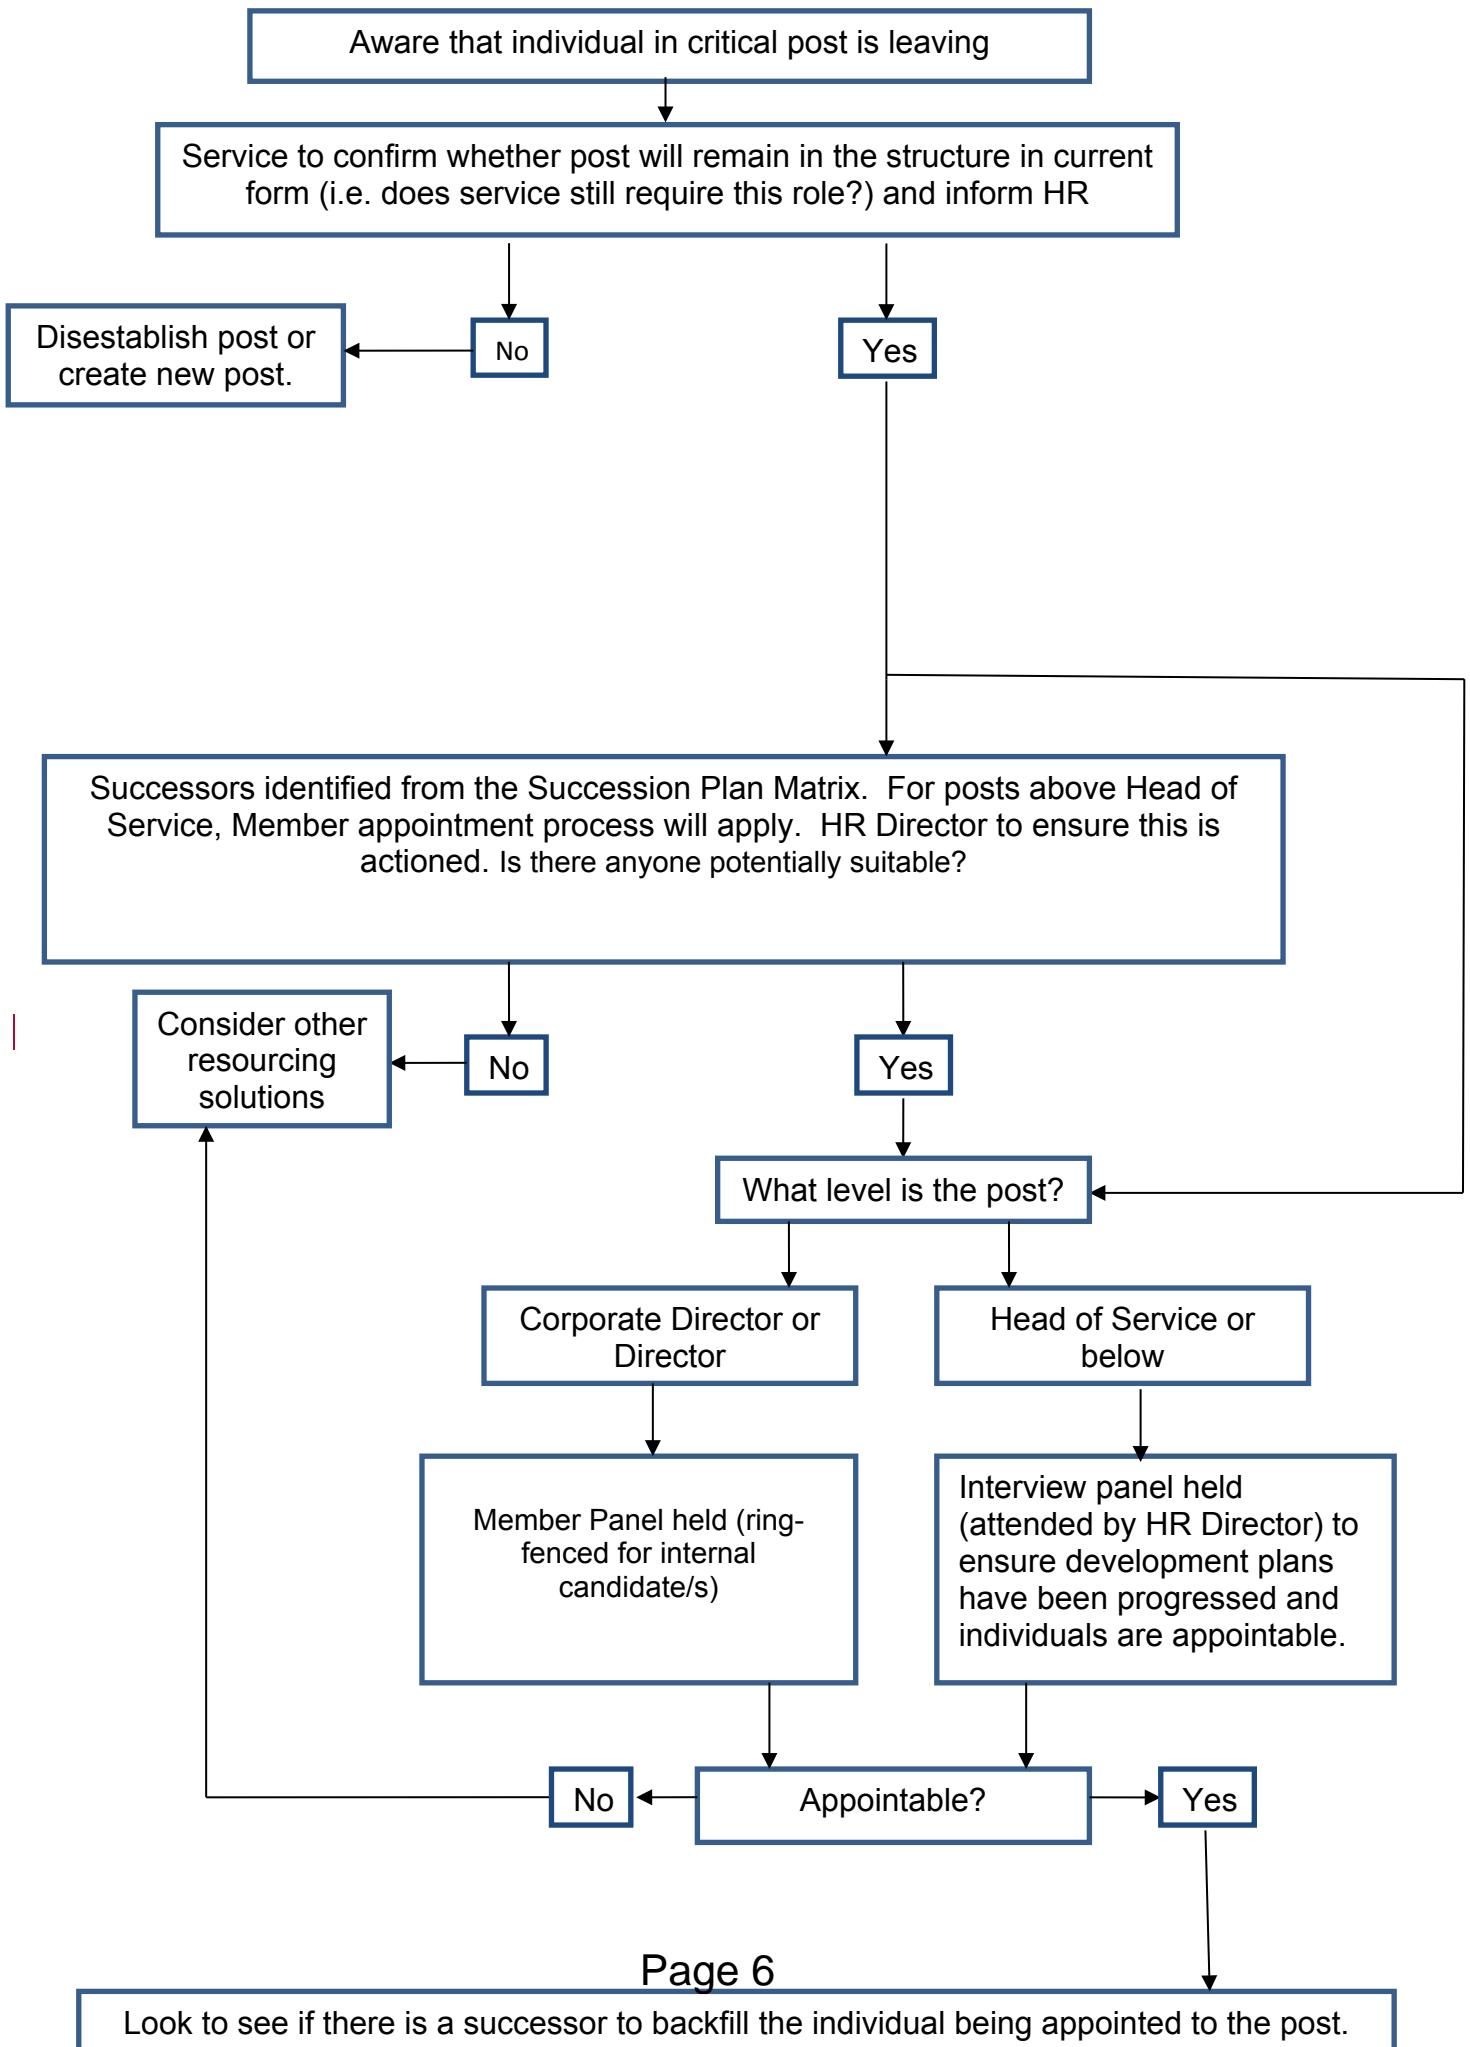 Aware that individual in critical post is leaving
Service to confirm whether post will remain in the structure in current
form (i.e. does service still require this role?) and inform HR
Disestablish post or
create new post.
No
Yes
Successors identified from the Succession Plan Matrix.  For posts above Head of
Service, Member appointment process will apply.  HR Director to ensure this is
actioned. Is there anyone potentially suitable?
Consider other
resourcing
solutions
No
Yes
What level is the post?
Corporate Director or
Director
Head of Service or
below
Member Panel held (ring-
fenced for internal
candidate/s)
Interview panel held
(attended by HR Director) to
ensure development plans
have been progressed and
individuals are appointable.
No
Appointable?
Yes
Page 6
Look to see if there is a successor to backfill the individual being appointed to the post.